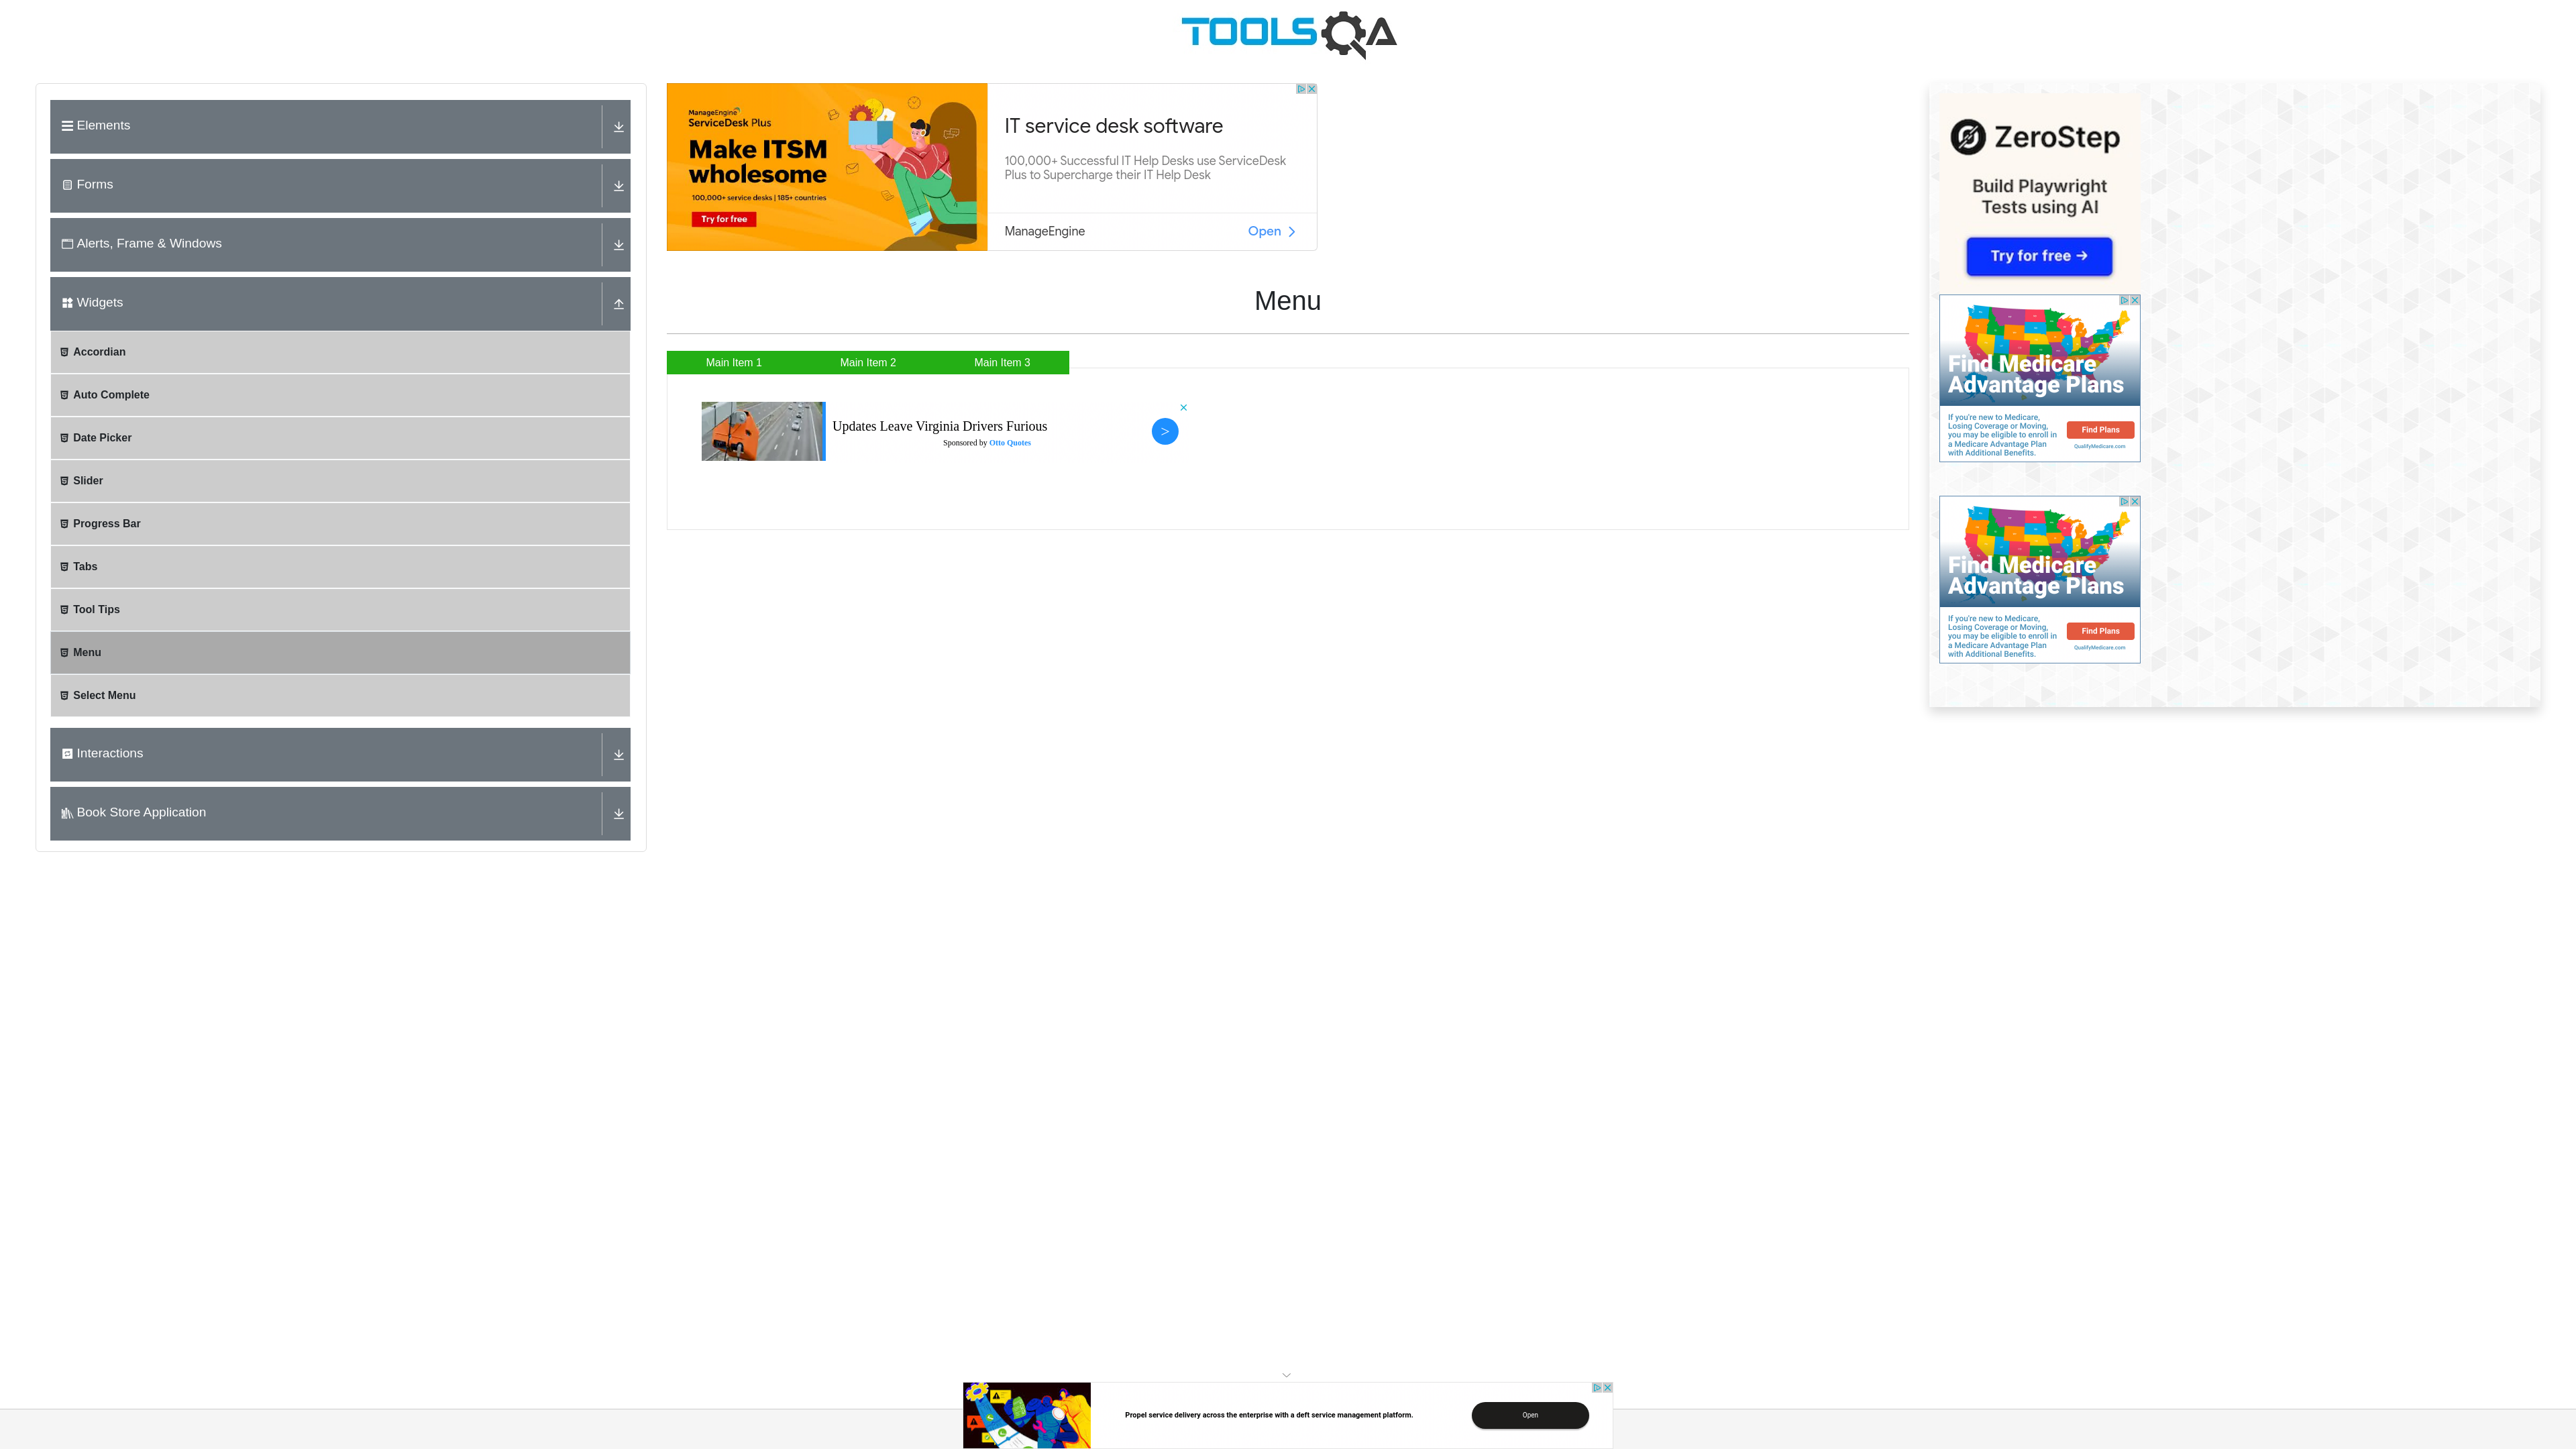 TOOLSQA
Elements
Forms
Alerts, Frame & Windows
Widgets
Accordian
Auto Complete
Date Picker
Slider
Progress Bar
Tabs
Tool Tips
Menu
Select Menu
Interactions
Book Store Application
ManageEngine
ServiceDesk Plus
Make ITSM
wholesome
100,000+ service desks | 185+ countries
Try for free
IT service desk software
100,000+ Successful IT Help Desks use ServiceDesk
Plus to Supercharge their IT Help Desk
ManageEngine
Open
Menu
Main Item 1
Main Item 2
Main Item 3
Updates Leave Virginia Drivers Furious
Sponsored by Otto Quotes
>
ZeroStep
Build Playwright
Tests using AI
Try for free →
Find Medicare
Advantage Plans
If you're new to Medicare,
Losing Coverage or Moving,
you may be eligible to enroll in
a Medicare Advantage Plan
with Additional Benefits.
Find Plans
QualifyMedicare.com
Find Medicare
Advantage Plans
If you're new to Medicare,
Losing Coverage or Moving,
you may be eligible to enroll in
a Medicare Advantage Plan
with Additional Benefits.
Find Plans
QualifyMedicare.com
Propel service delivery across the enterprise with a deft service management platform.
Open